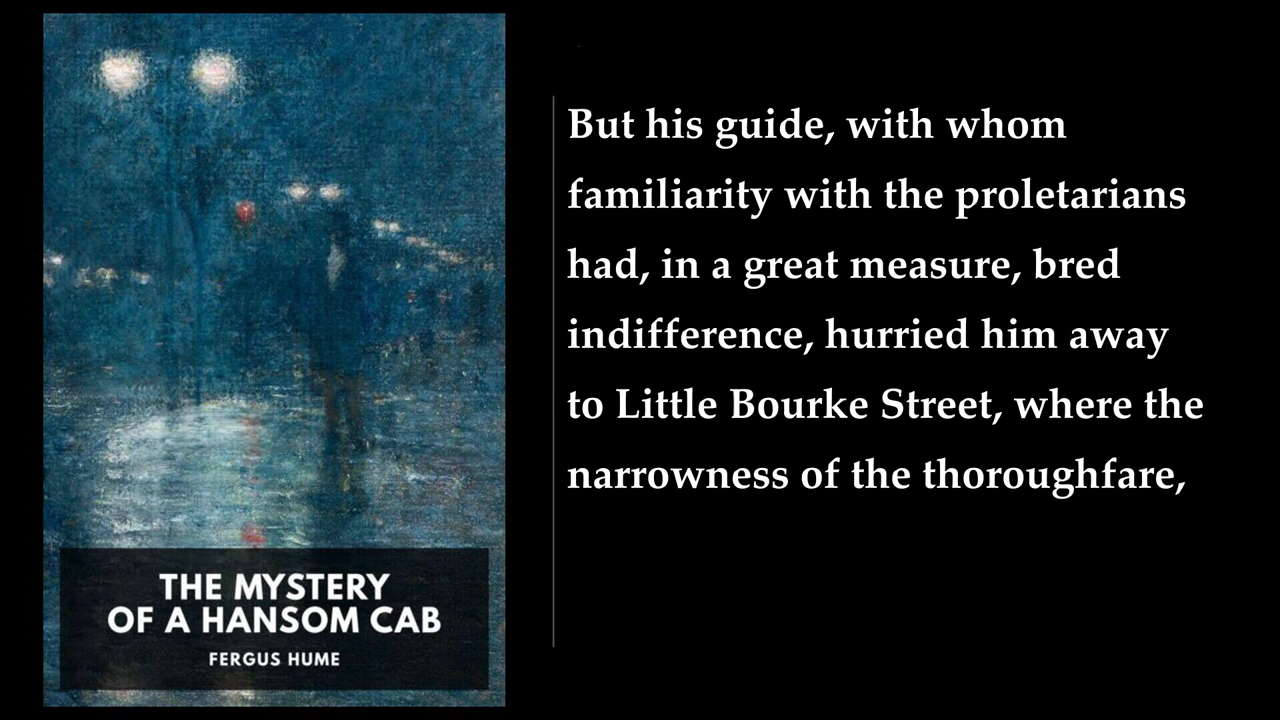 But his guide, with whom
familiarity with the proletarians
had, in a great measure, bred
indifference, hurried him away
to Little Bourke Street, where the
narrowness of the thoroughfare,
THE MYSTERY
OF A HANSOM CAB
FERGUS HUME